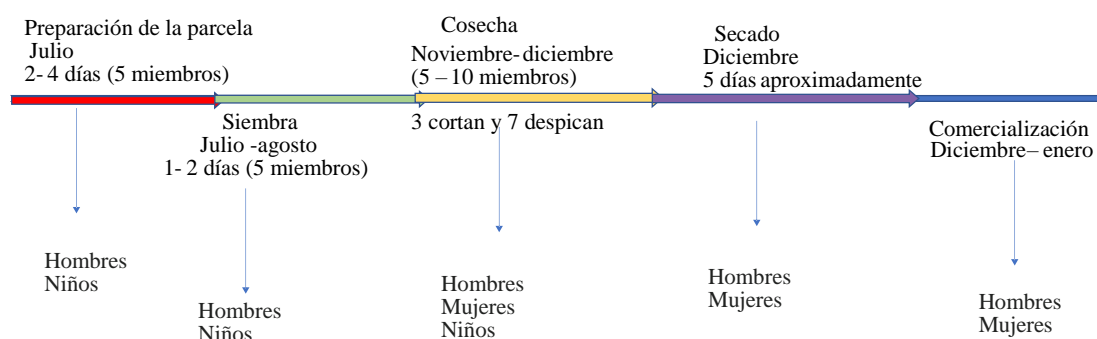 Preparación de la parcela
Julio
2- 4 días (5 miembros)
Siembra
Julio -agosto
1- 2 días (5 miembros)
Cosecha
Noviembre- diciembre
(5 – 10 miembros)
3 cortan y 7 despican
Secado
Diciembre
5 días aproximadamente
Comercialización
Diciembre– enero
Hombres
Niños
Hombres
Niños
Hombres
Mujeres
Niños
Hombres
Mujeres
Hombres
Mujeres